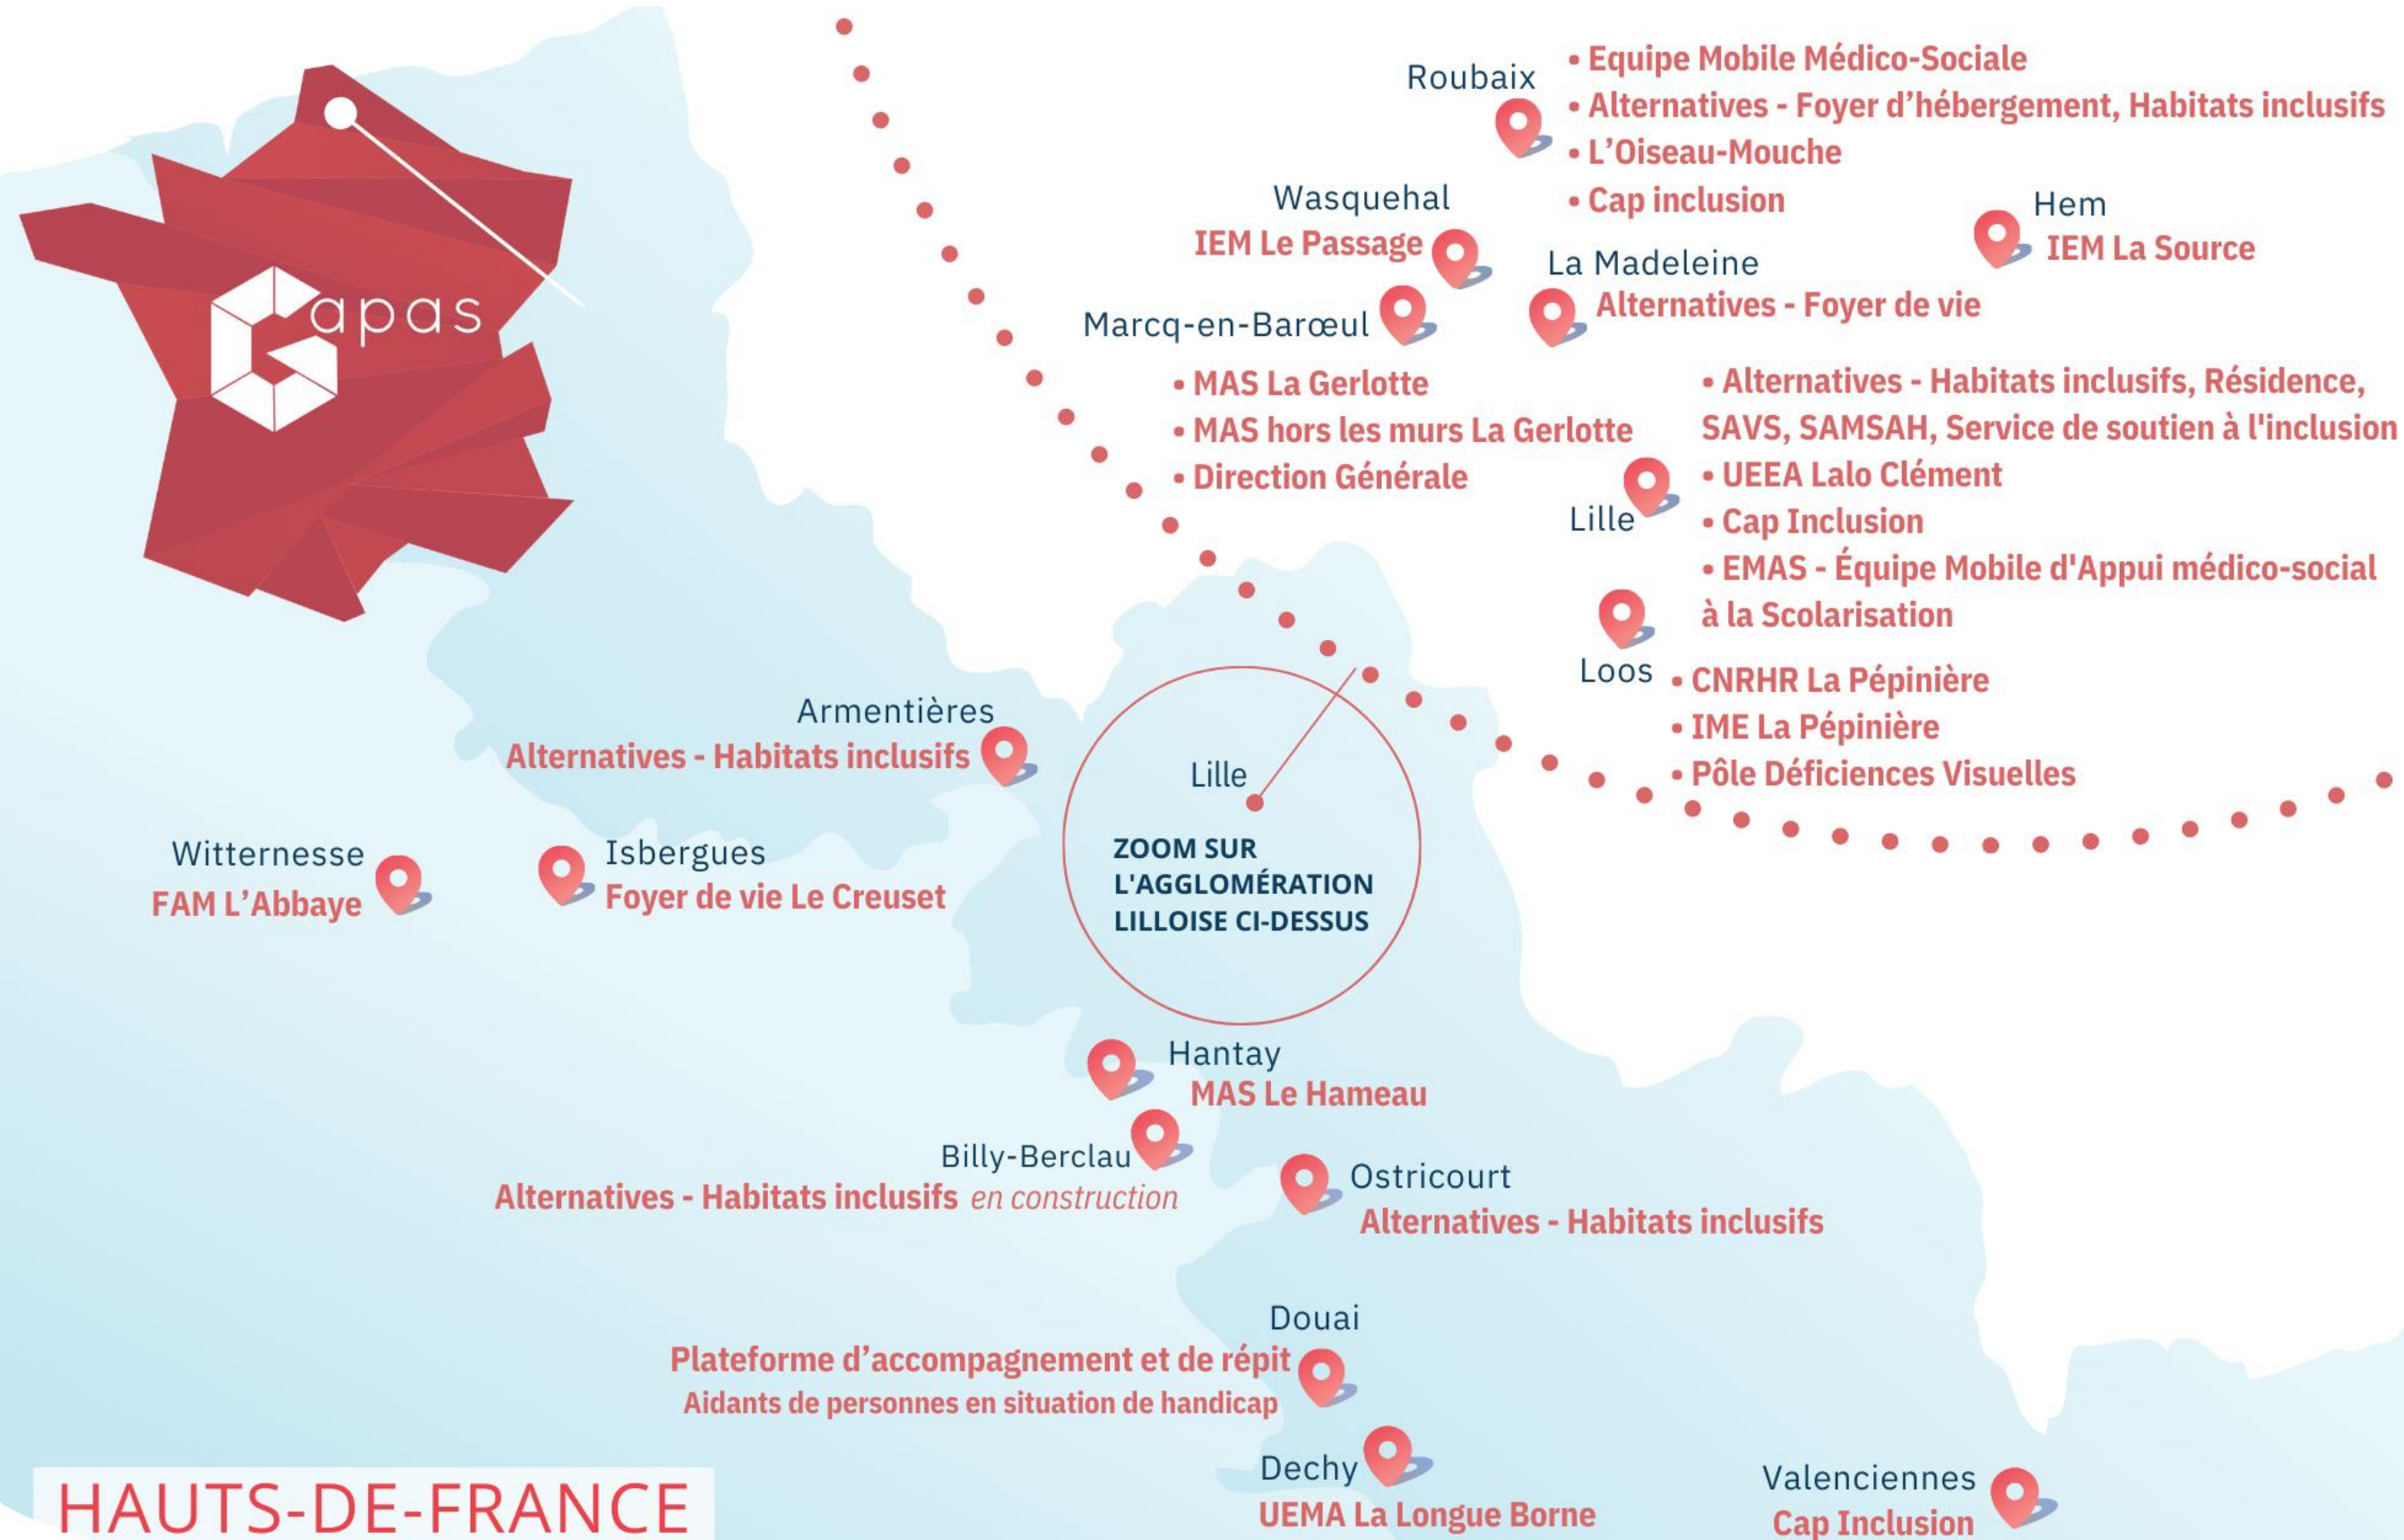 Gapas
Roubaix
• Equipe Mobile Médico-Sociale
• Alternatives - Foyer d’hébergement, Habitats inclusifs
• L’Oiseau-Mouche
• Cap inclusion
Wasquehal
IEM Le Passage
Hem
IEM La Source
La Madeleine
Alternatives - Foyer de vie
Marcq-en-Barœul
• MAS La Gerlotte
• MAS hors les murs La Gerlotte
• Direction Générale
Lille
• Alternatives - Habitats inclusifs, Résidence,
SAVS, SAMSAH, Service de soutien à l'inclusion
• UEEA Lalo Clément
• Cap Inclusion
• EMAS - Équipe Mobile d'Appui médico-social
à la Scolarisation
Loos
• CNRHR La Pépinière
• IME La Pépinière
• Pôle Déficiences Visuelles
Armentières
Alternatives - Habitats inclusifs
Lille
ZOOM SUR
L'AGGLOMÉRATION
LILLOISE CI-DESSUS
Witternesse
FAM L’Abbaye
Isbergues
Foyer de vie Le Creuset
Hantay
MAS Le Hameau
Billy-Berclau
Alternatives - Habitats inclusifs en construction
Ostricourt
Alternatives - Habitats inclusifs
Douai
Plateforme d’accompagnement et de répit
Aidants de personnes en situation de handicap
Dechy
UEMA La Longue Borne
Valenciennes
Cap Inclusion
HAUTS-DE-FRANCE